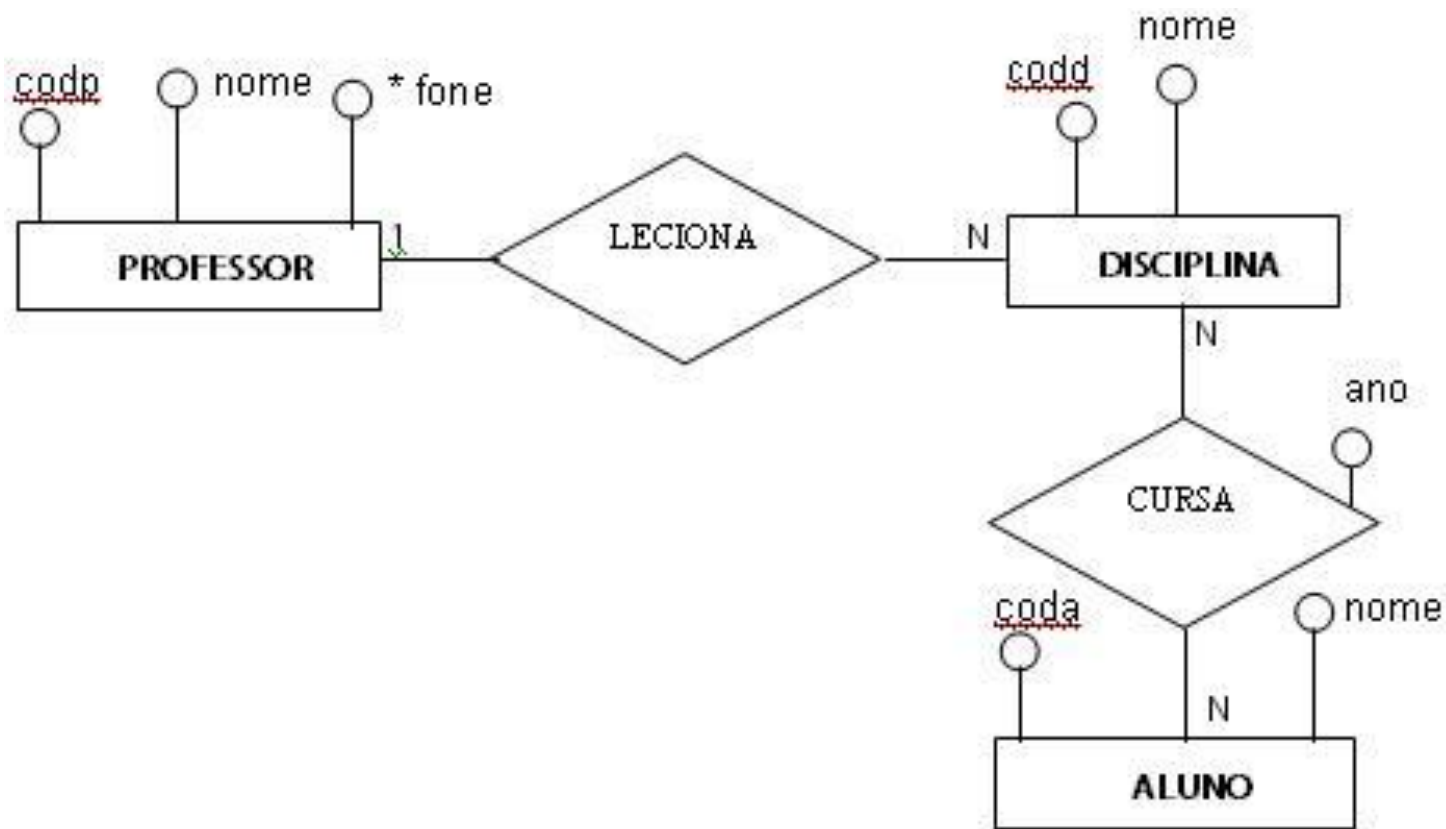 nome
codp nome * fone
codd
LECIONA
1
N
PROFESSOR
DISCIPLINA
N
ano
CURSA
coda
nome
N
ALUNO